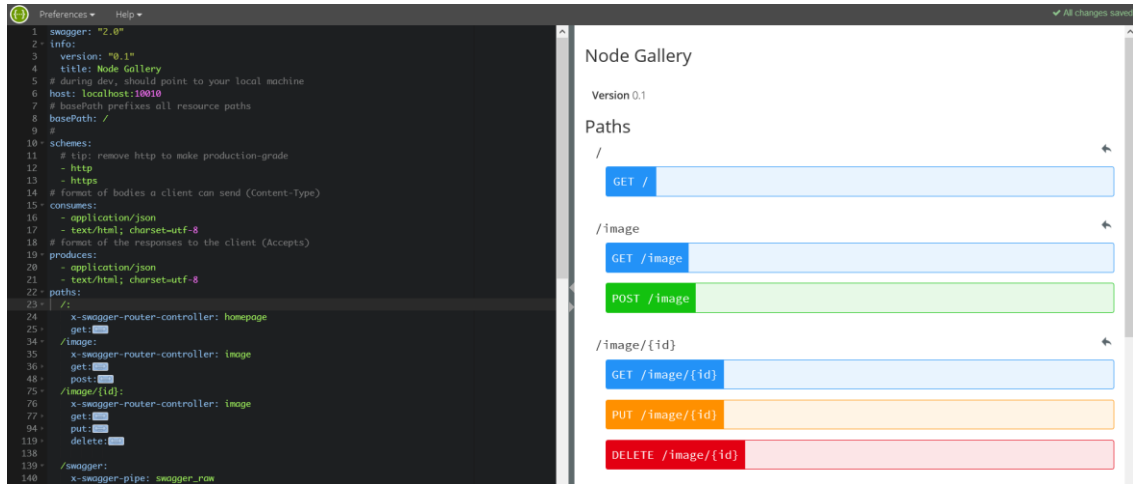 Preferences Help All changes saved
1 swagger: "2.0"
2 info:
3 version: "0.1"
4 title: Node Gallery
5 # during dev, should point to your local machine
6 host: localhost:10010
7 # basePath prefixes all resource paths
8 basePath: /
9 #
10 schemes:
11 # tip: remove http to make production-grade
12 - http
13 - https
14 # format of bodies a client can send (Content-Type)
15 consumes:
16 - application/json
17 - text/html; charset=utf-8
18 # format of the responses to the client (Accepts)
19 produces:
20 - application/json
21 - text/html; charset=utf-8
22 paths:
23 /:
24 x-swagger-router-controller: homepage
25 get:
34 /image:
35 x-swagger-router-controller: image
36 get:
48 post:
75 /image/{id}:
76 x-swagger-router-controller: image
77 get:
94 put:
119 delete:
138
139 /swagger:
140 x-swagger-pipe: swagger_raw
Node Gallery
Version 0.1
Paths
/
GET /
/image
GET /image
POST /image
/image/{id}
GET /image/{id}
PUT /image/{id}
DELETE /image/{id}